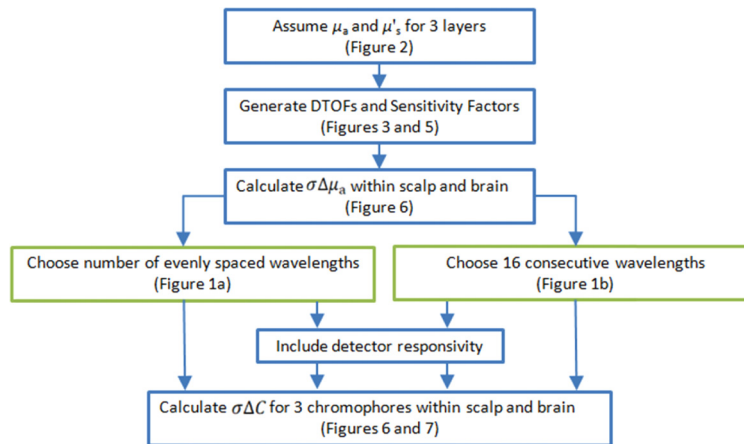 Assume μₐ and μ'ₛ for 3 layers
(Figure 2)
Generate DTOFs and Sensitivity Factors
(Figures 3 and 5)
Calculate σΔμₐ within scalp and brain
(Figure 6)
Choose number of evenly spaced wavelengths
(Figure 1a)
Choose 16 consecutive wavelengths
(Figure 1b)
Include detector responsivity
Calculate σΔC for 3 chromophores within scalp and brain
(Figures 6 and 7)